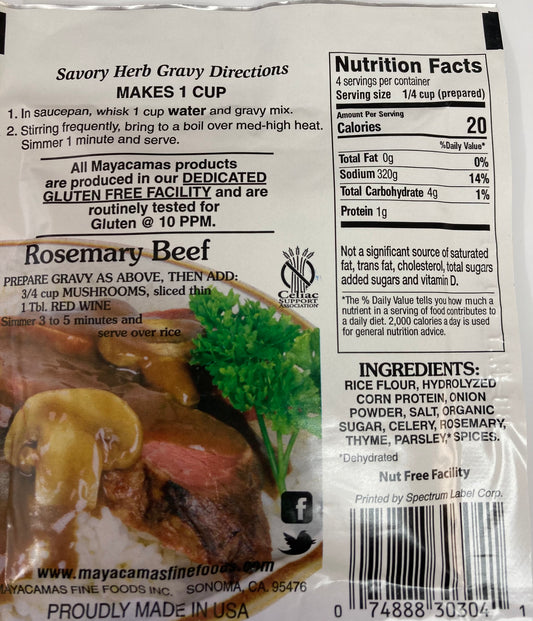 Savory Herb Gravy Directions
MAKES 1 CUP
1. In saucepan, whisk 1 cup water and gravy mix.
2. Stirring frequently, bring to a boil over med-high heat.
Simmer 1 minute and serve.
All Mayacamas products
are produced in our DEDICATED
GLUTEN FREE FACILITY and are
routinely tested for
Gluten @ 10 PPM.
Rosemary Beef
PREPARE GRAVY AS ABOVE, THEN ADD:
3/4 cup MUSHROOMS, sliced thin
1 Tbl. RED WINE
Simmer 3 to 5 minutes and
serve over rice
Celiac
SUPPORT
ASSOCIATION
www.mayacamasfinefoods.com
MAYACAMAS FINE FOODS INC. SONOMA, CA. 95476
PROUDLY MADE IN USA
Nutrition Facts
4 servings per container
Serving size 1/4 cup (prepared)
Amount Per Serving
Calories 20
%Daily Value*
Total Fat 0g 0%
Sodium 320g 14%
Total Carbohydrate 4g 1%
Protein 1g
Not a significant source of saturated
fat, trans fat, cholesterol, total sugars
added sugars and vitamin D.
*The % Daily Value tells you how much a
nutrient in a serving of food contributes to
a daily diet. 2,000 calories a day is used
for general nutrition advice.
INGREDIENTS:
RICE FLOUR, HYDROLYZED
CORN PROTEIN, ONION
POWDER, SALT, ORGANIC
SUGAR, CELERY, ROSEMARY,
THYME, PARSLEY,* SPICES.
*Dehydrated
Nut Free Facility
Printed by Spectrum Label Corp.
0 74888 30304 1